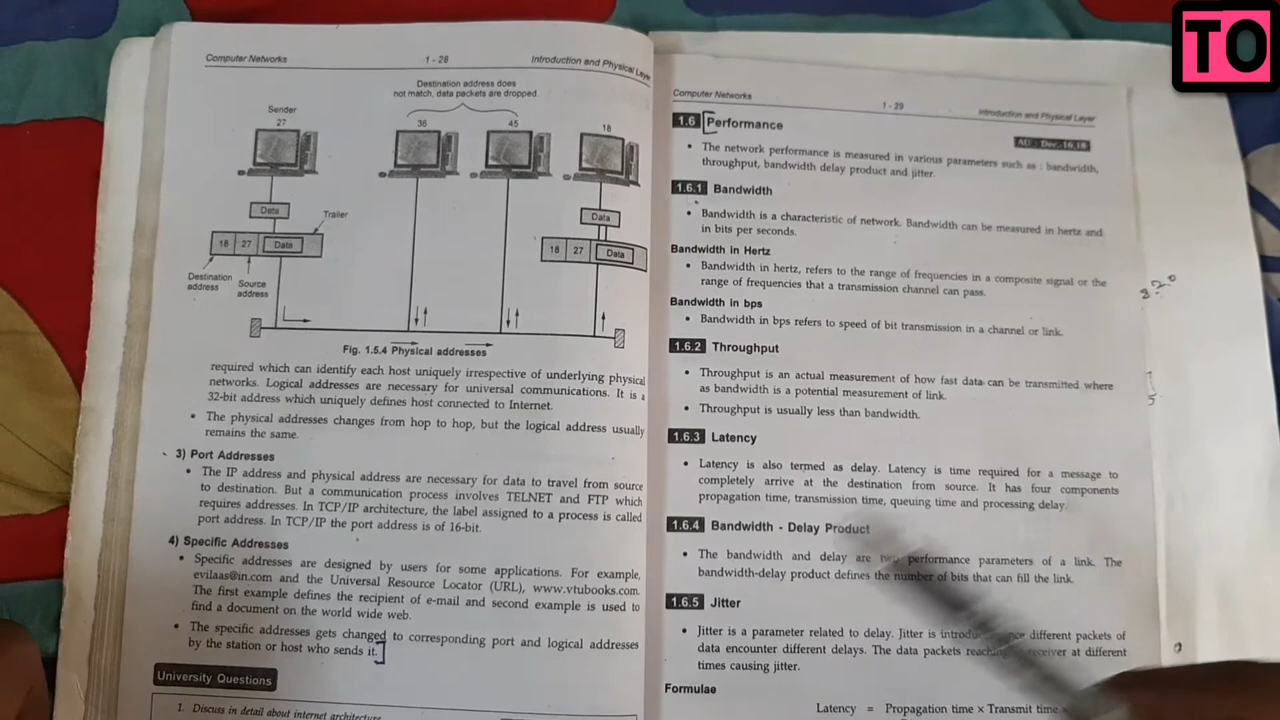 TO
Computer Networks 1 - 28 Introduction and Physical Laye
Destination address does
not match, data packets are dropped.
Sender
27 36 45 18
Data Data
Trailer
18 27 Data 18 27 Data
Destination
address
Source
address
Fig. 1.5.4 Physical addresses
required which can identify each host uniquely irrespective of underlying physical
networks. Logical addresses are necessary for universal communications. It is a
32-bit address which uniquely defines host connected to Internet.
• The physical addresses changes from hop to hop, but the logical address usually
remains the same.
3) Port Addresses
• The IP address and physical address are necessary for data to travel from source
to destination. But a communication process involves TELNET and FTP which
requires addresses. In TCP/IP architecture, the label assigned to a process is called
port address. In TCP/IP the port address is of 16-bit.
4) Specific Addresses
• Specific addresses are designed by users for some applications. For example,
evilaas@in.com and the Universal Resource Locator (URL), www.vtubooks.com.
The first example defines the recipient of e-mail and second example is used to
find a document on the world wide web.
• The specific addresses gets changed to corresponding port and logical addresses
by the station or host who sends it.
University Questions
1. Discuss in detail about internet architecture.
Computer Networks 1 - 29 Introduction and Physical Layer
1.6 Performance
AU : Dec.-16,18
• The network performance is measured in various parameters such as : bandwidth,
throughput, bandwidth delay product and jitter.
1.6.1 Bandwidth
• Bandwidth is a characteristic of network. Bandwidth can be measured in hertz and
in bits per seconds.
Bandwidth in Hertz
• Bandwidth in hertz, refers to the range of frequencies in a composite signal or the
range of frequencies that a transmission channel can pass.
Bandwidth in bps
• Bandwidth in bps refers to speed of bit transmission in a channel or link.
1.6.2 Throughput
• Throughput is an actual measurement of how fast data can be transmitted where
as bandwidth is a potential measurement of link.
• Throughput is usually less than bandwidth.
1.6.3 Latency
• Latency is also termed as delay. Latency is time required for a message to
completely arrive at the destination from source. It has four components
propagation time, transmission time, queuing time and processing delay.
1.6.4 Bandwidth - Delay Product
• The bandwidth and delay are two performance parameters of a link. The
bandwidth-delay product defines the number of bits that can fill the link.
1.6.5 Jitter
• Jitter is a parameter related to delay. Jitter is different packets of
data encounter different delays. The data packets receiver at different
times causing jitter.
Formulae
Latency = Propagation time × Transmit time